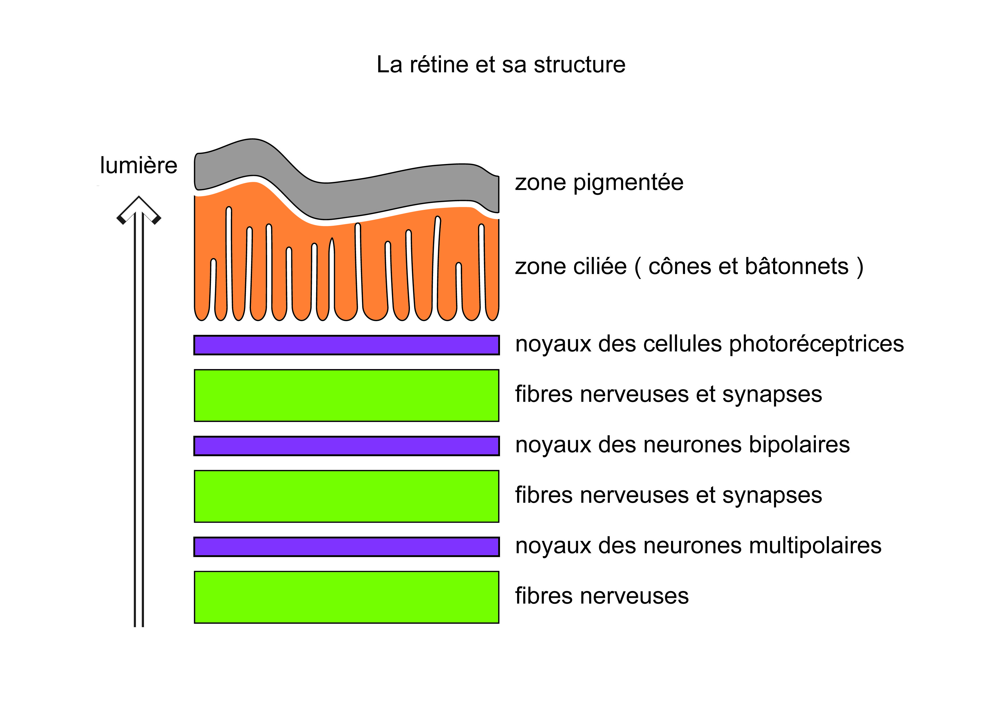 La rétine et sa structure
lumière
zone pigmentée
zone ciliée ( cônes et bâtonnets )
noyaux des cellules photoréceptrices
fibres nerveuses et synapses
noyaux des neurones bipolaires
fibres nerveuses et synapses
noyaux des neurones multipolaires
fibres nerveuses